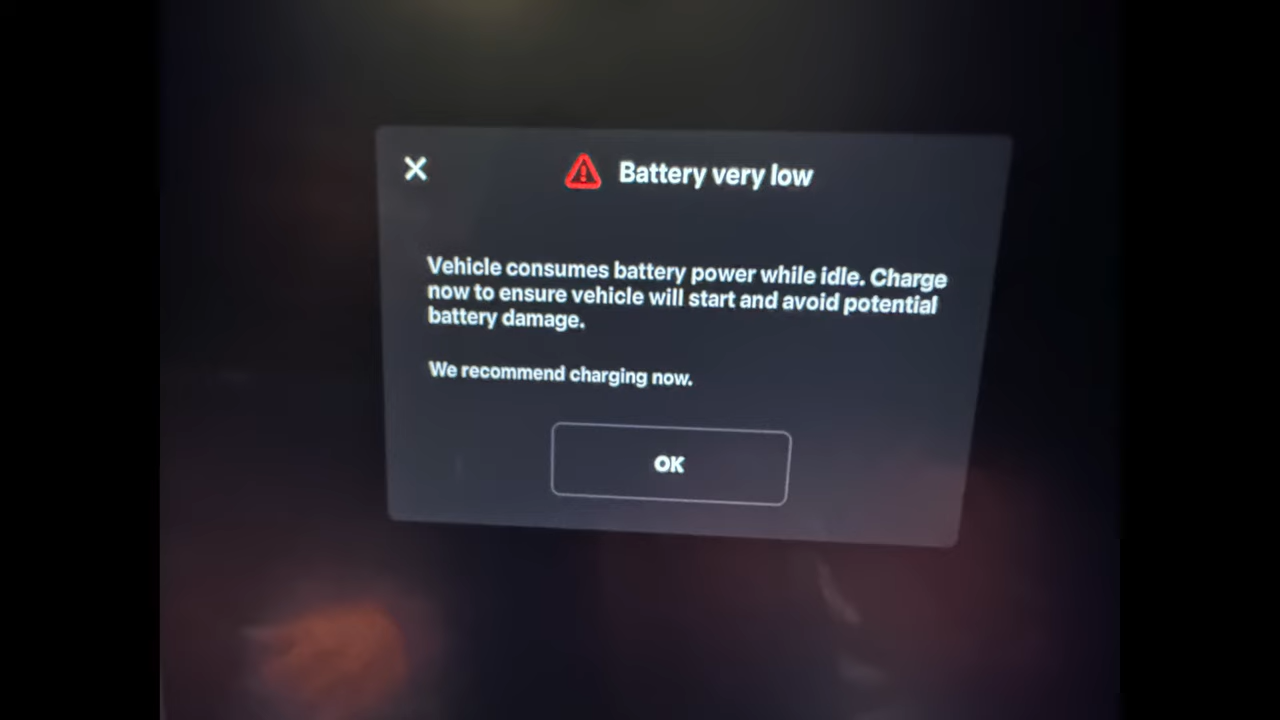 Battery very low
Vehicle consumes battery power while idle. Charge
now to ensure vehicle will start and avoid potential
battery damage.
We recommend charging now.
OK